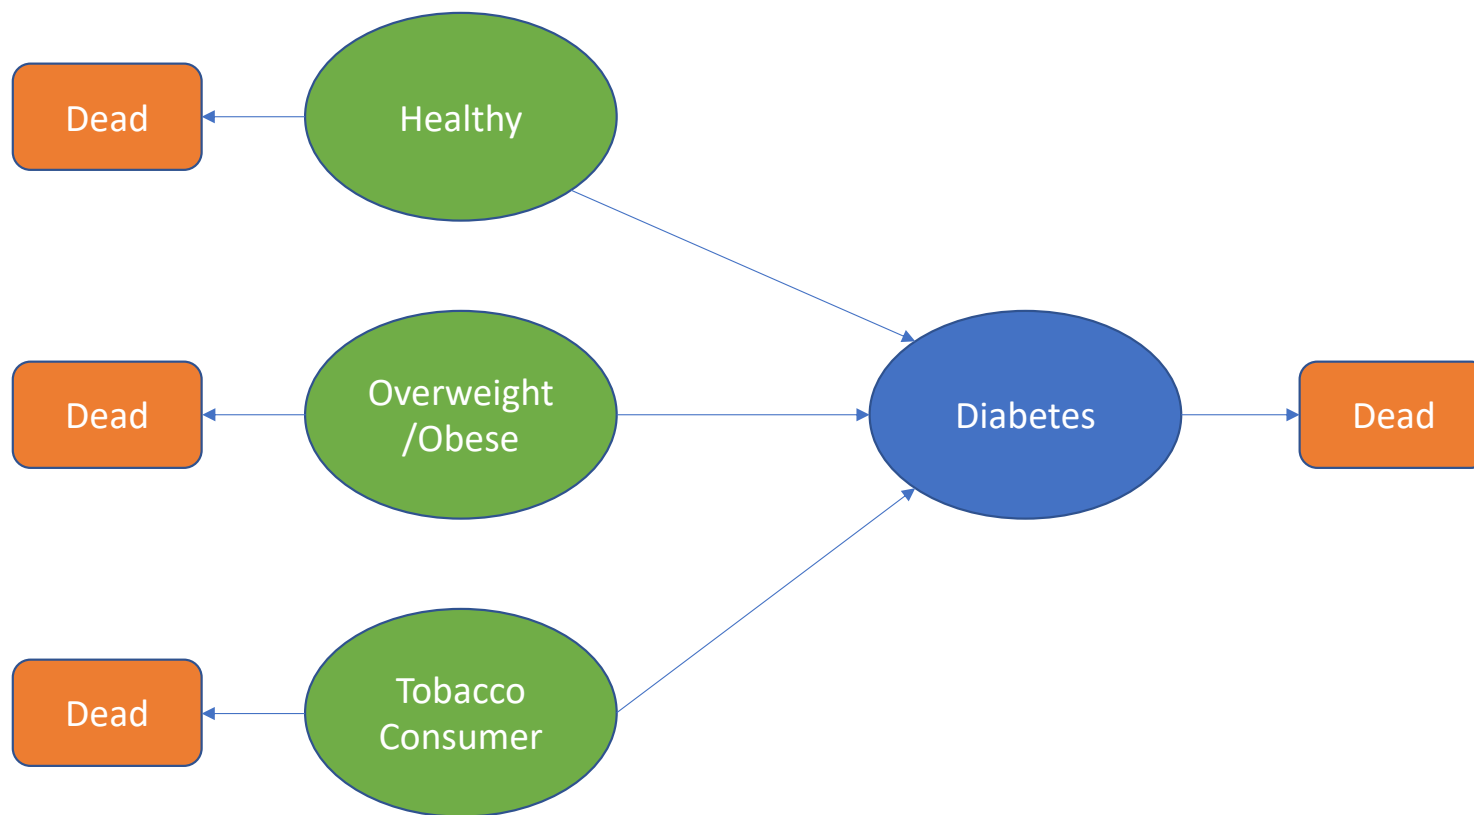 Dead
Healthy
Dead
Overweight
/Obese
Diabetes
Dead
Dead
Tobacco
Consumer